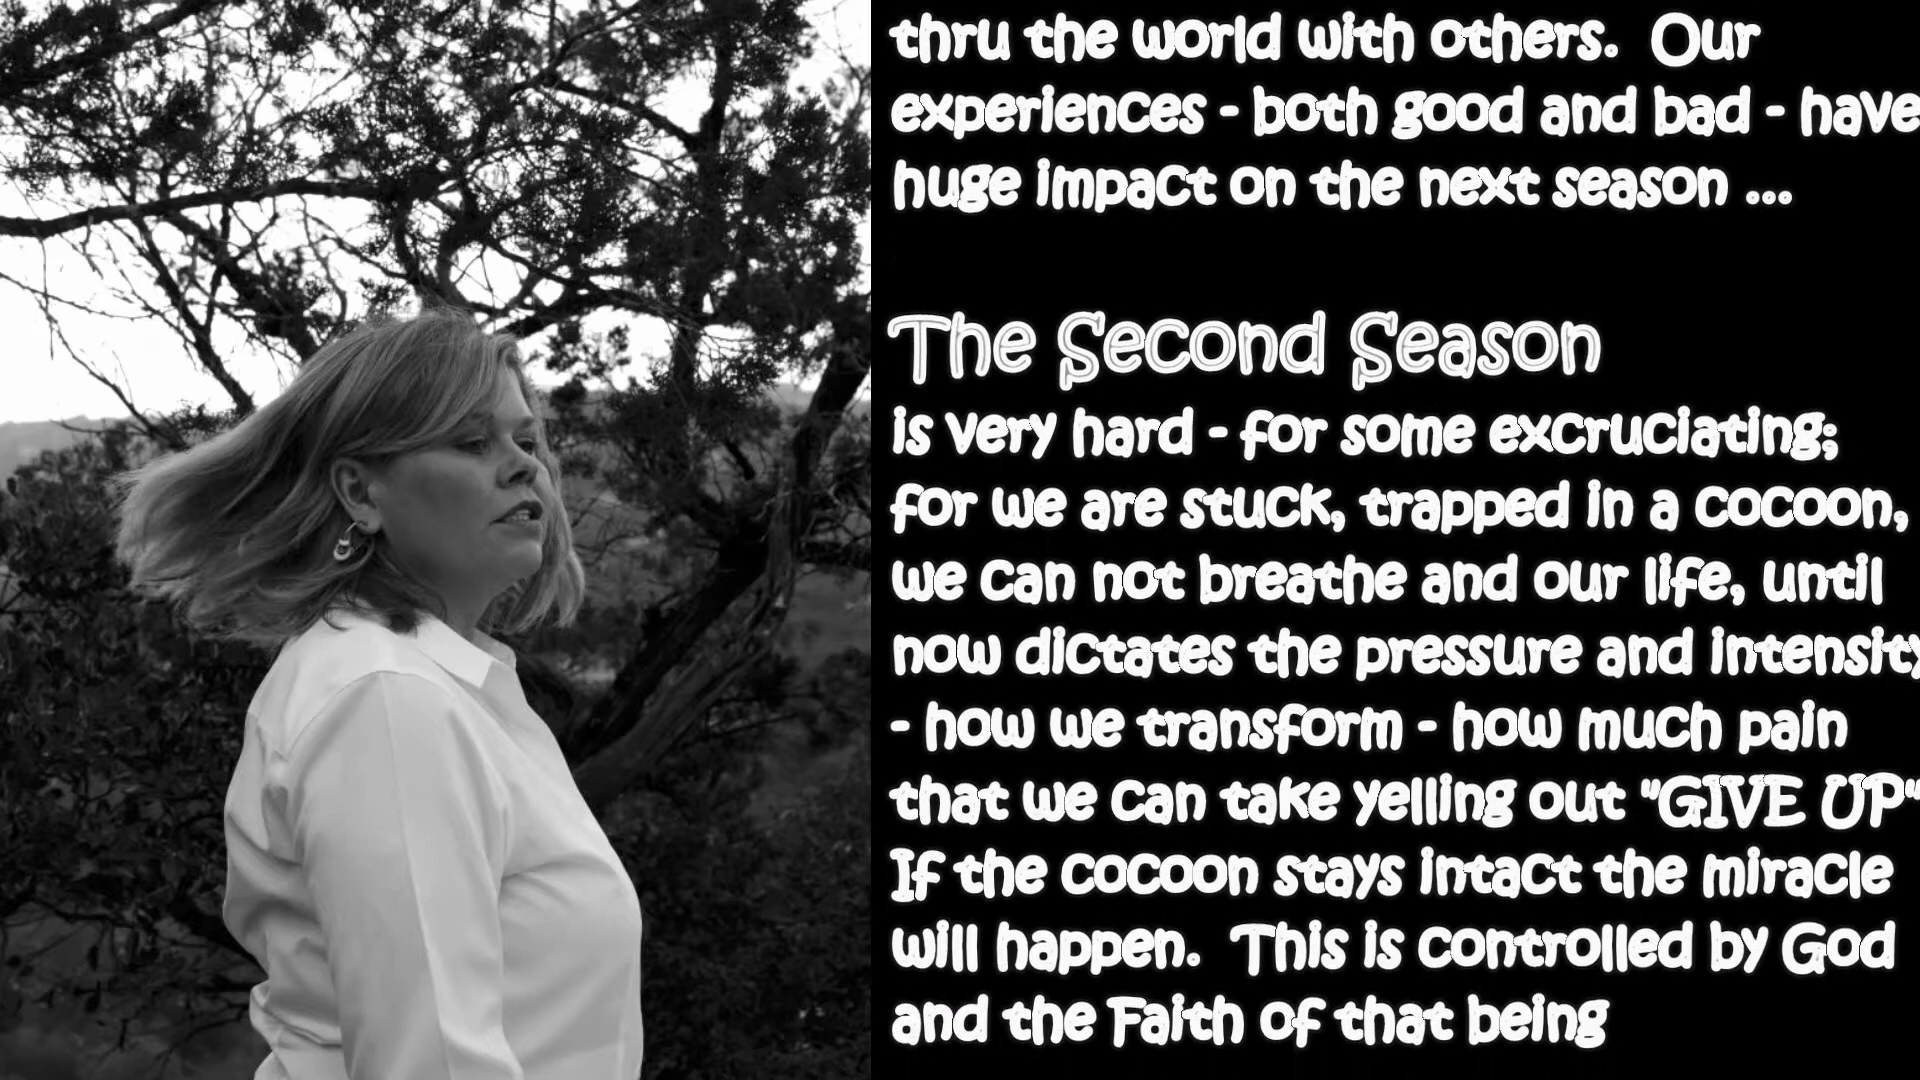 thru the world with others. Our
experiences - both good and bad - have
huge impact on the next season ...
The Second Season
is very hard - for some excruciating;
for we are stuck, trapped in a cocoon,
we can not breathe and our life, until
now dictates the pressure and intensity
- how we transform - how much pain
that we can take yelling out "GIVE UP"
If the cocoon stays intact the miracle
will happen. This is controlled by God
and the Faith of that being